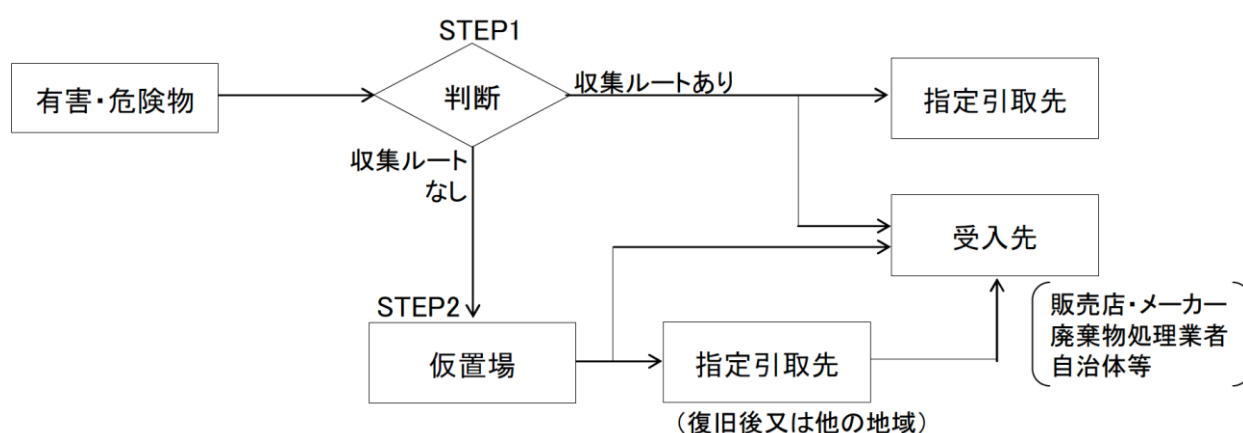 STEP1
有害・危険物
判断
収集ルートあり
指定引取先
収集ルート
なし
受入先
STEP2
仮置場
指定引取先
(復旧後又は他の地域)
販売店・メーカー
廃棄物処理業者
自治体等